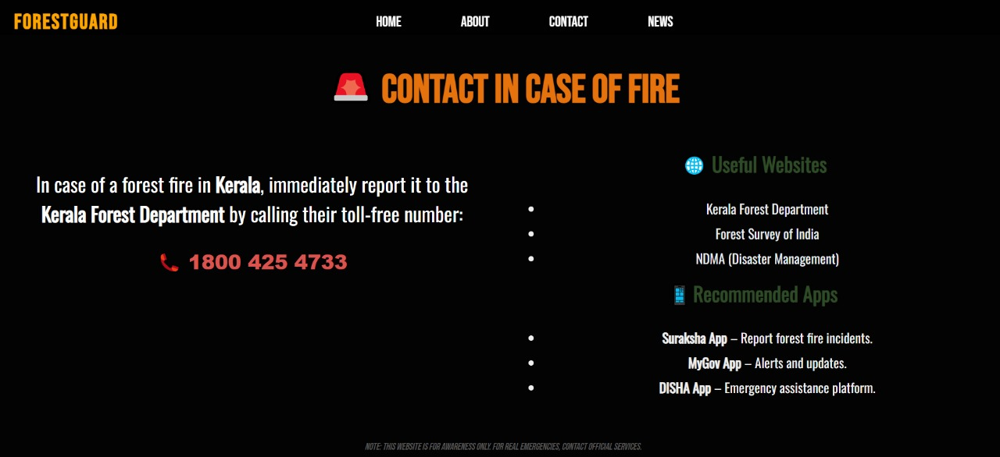 FORESTGUARD
HOME ABOUT CONTACT NEWS
CONTACT IN CASE OF FIRE
In case of a forest fire in Kerala, immediately report it to the
Kerala Forest Department by calling their toll-free number:
1800 425 4733
Useful Websites
• Kerala Forest Department
• Forest Survey of India
• NDMA (Disaster Management)
Recommended Apps
• Suraksha App – Report forest fire incidents.
• MyGov App – Alerts and updates.
• DISHA App – Emergency assistance platform.
NOTE: THIS WEBSITE IS FOR AWARENESS ONLY. FOR REAL EMERGENCIES, CONTACT OFFICIAL SERVICES.